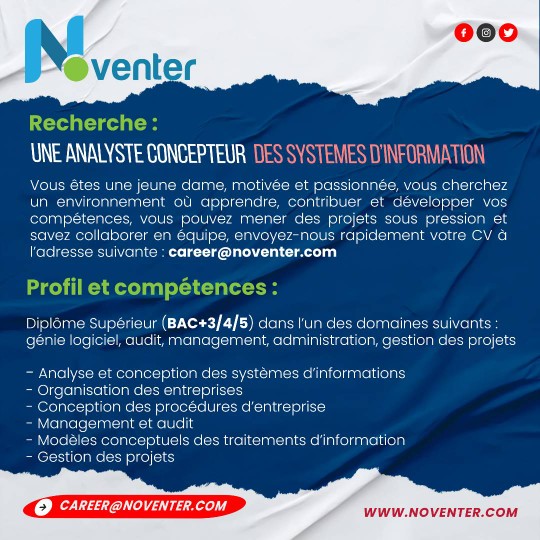 Noventer
Recherche :
UNE ANALYSTE CONCEPTEUR DES SYSTEMES D'INFORMATION
Vous êtes une jeune dame, motivée et passionnée, vous cherchez
un environnement où apprendre, contribuer et développer vos
compétences, vous pouvez mener des projets sous pression et
savez collaborer en équipe, envoyez-nous rapidement votre CV à
l'adresse suivante : career@noventer.com
Profil et compétences :
Diplôme Supérieur (BAC+3/4/5) dans l'un des domaines suivants :
génie logiciel, audit, management, administration, gestion des projets
- Analyse et conception des systèmes d'informations
- Organisation des entreprises
- Conception des procédures d'entreprise
- Management et audit
- Modèles conceptuels des traitements d'information
- Gestion des projets
CAREER@NOVENTER.COM
WWW.NOVENTER.COM